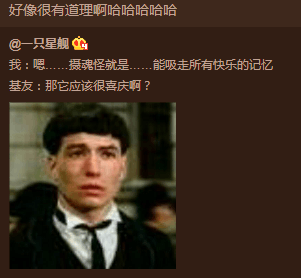 好像很有道理啊哈哈哈哈哈
@一只星舰
我：嗯……摄魂怪就是……能吸走所有快乐的记忆
基友：那它应该很喜庆啊？